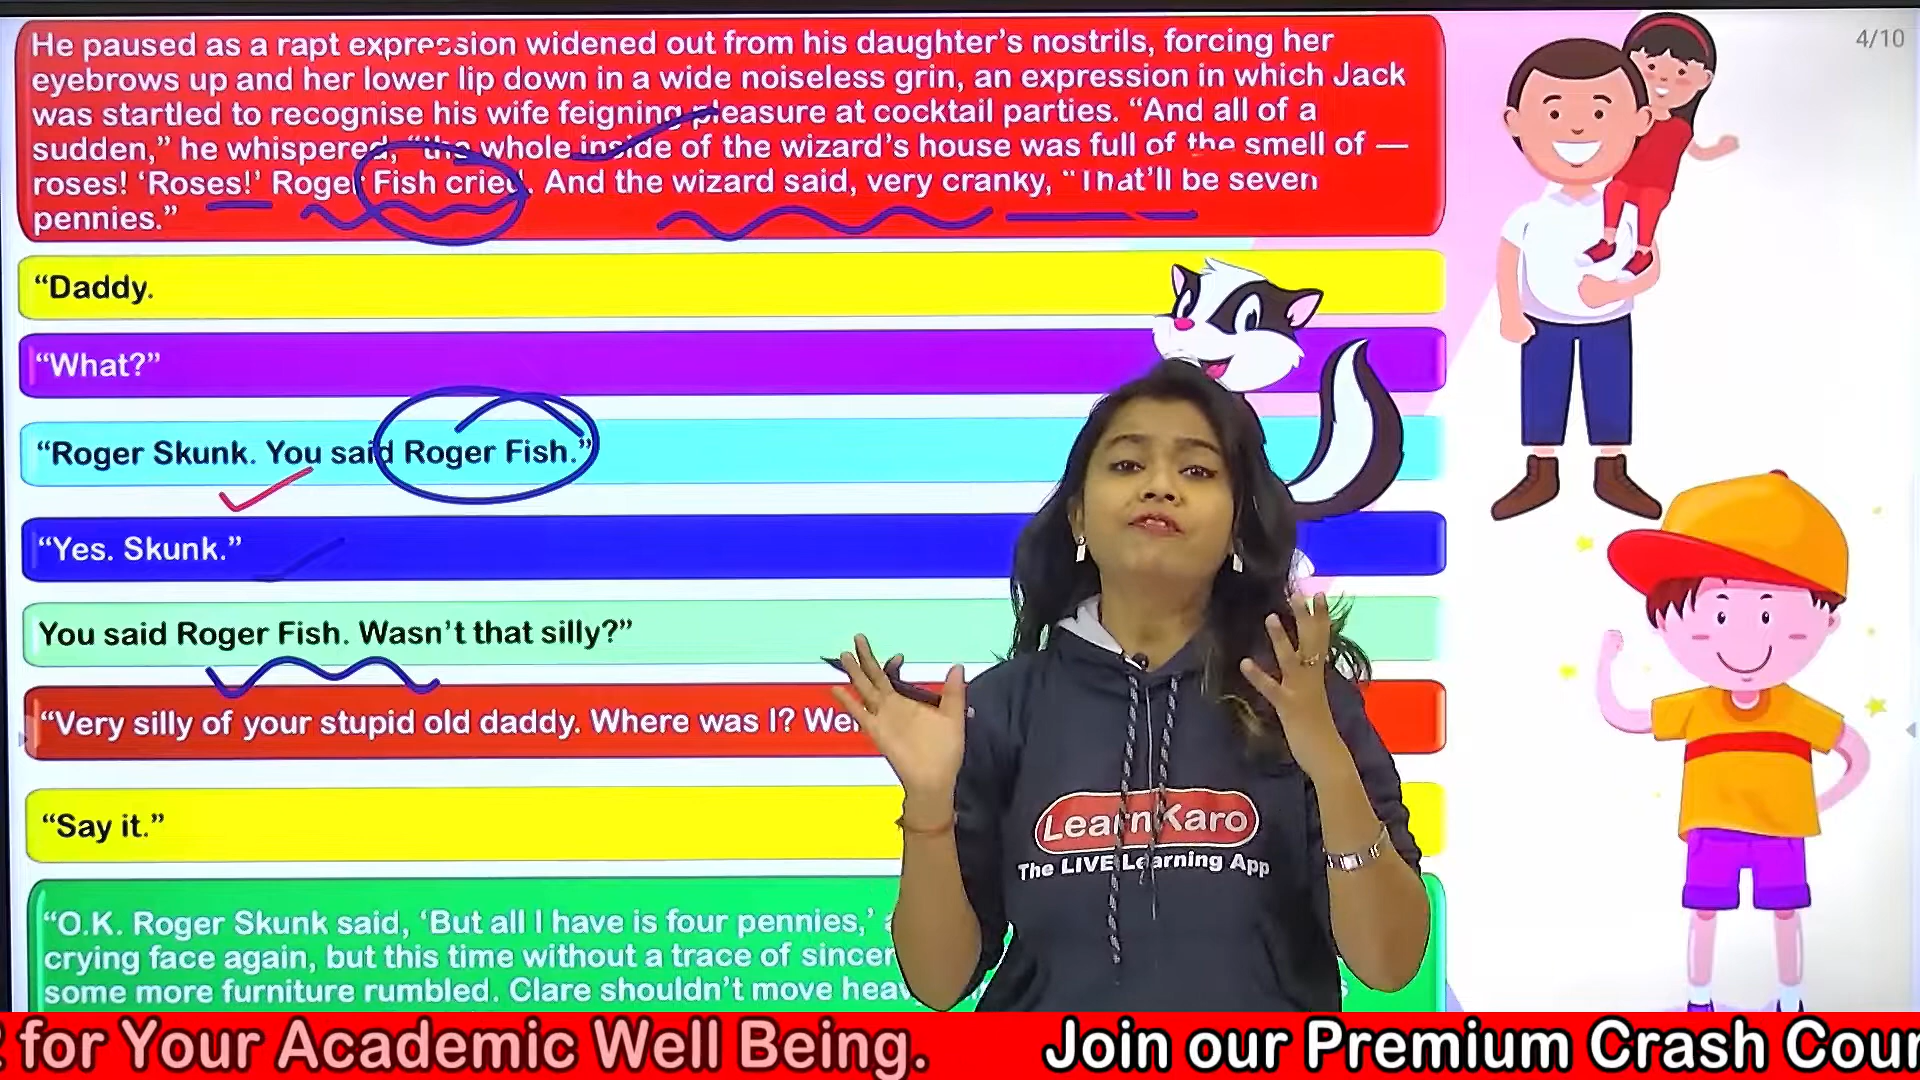 4/10
He paused as a rapt expression widened out from his daughter's nostrils, forcing her
eyebrows up and her lower lip down in a wide noiseless grin, an expression in which Jack
was startled to recognise his wife feigning pleasure at cocktail parties. “And all of a
sudden,” he whispered, “the whole inside of the wizard's house was full of the smell of —
roses! ‘Roses!’ Roger Fish cried. And the wizard said, very cranky, “That'll be seven
pennies.”
“Daddy.
“What?”
“Roger Skunk. You said Roger Fish.”
“Yes. Skunk.”
You said Roger Fish. Wasn't that silly?”
“Very silly of your stupid old daddy. Where was I?
“Say it.”
“O.K. Roger Skunk said, ‘But all I have is four pennies,’
crying face again, but this time without a trace of
some more furniture rumbled. Clare shouldn't move
LearnKaro
The LIVE Learning App
for Your Academic Well Being. Join our Premium Crash